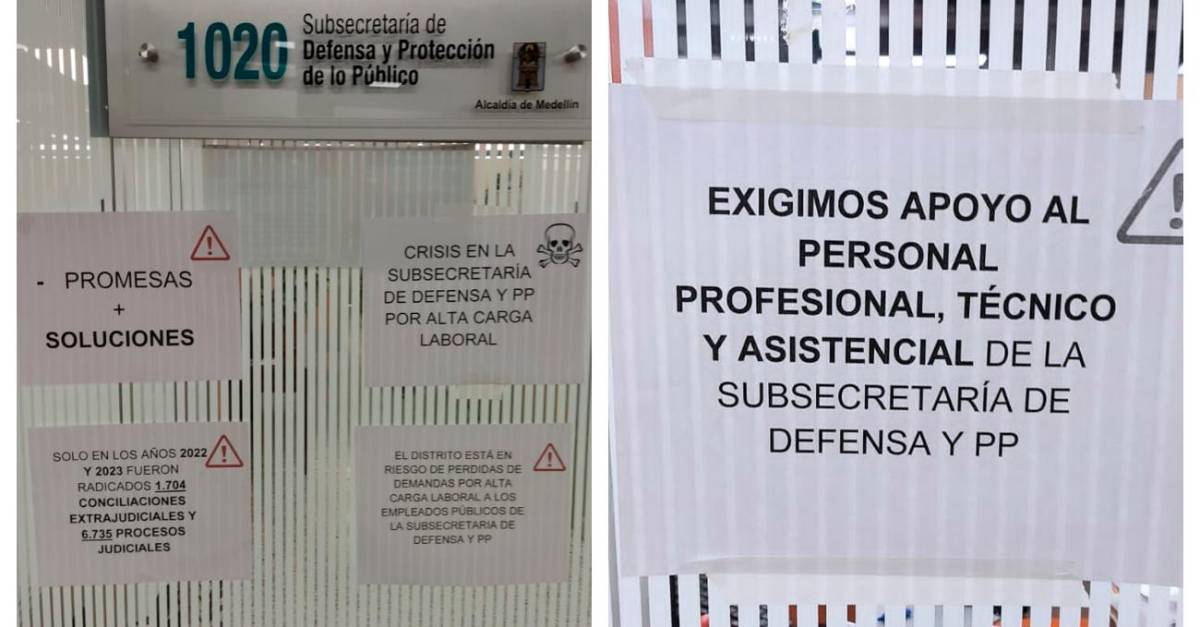 1020 Subsecretaría de
Defensa y Protección
de lo Público
Alcaldía de Medellín
- PROMESAS
+
SOLUCIONES
CRISIS EN LA
SUBSECRETARÍA
DE DEFENSA Y PP
POR ALTA CARGA
LABORAL
SOLO EN LOS AÑOS 2022
Y 2023 FUERON
RADICADOS 1.704
CONCILIACIONES
EXTRAJUDICIALES Y
6.735 PROCESOS
JUDICIALES
EL DISTRITO ESTÁ EN
RIESGO DE PERDIDAS DE
DEMANDAS POR ALTA
CARGA LABORAL A LOS
EMPLEADOS PÚBLICOS DE
LA SUBSECRETARIA DE
DEFENSA Y PP
EXIGIMOS APOYO AL
PERSONAL
PROFESIONAL, TÉCNICO
Y ASISTENCIAL DE LA
SUBSECRETARÍA DE
DEFENSA Y PP